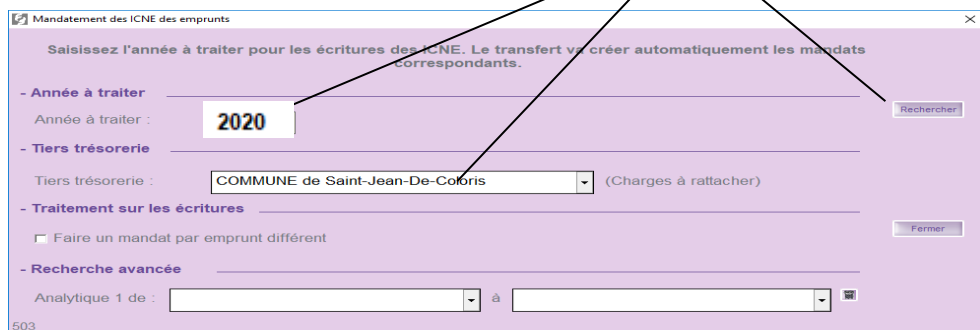 Mandatement des ICNE des emprunts
Saisissez l'année à traiter pour les écritures des ICNE. Le transfert va créer automatiquement les mandats
correspondants.
- Année à traiter
Rechercher
Année à traiter : 2020
- Tiers trésorerie
Tiers trésorerie : COMMUNE de Saint-Jean-De-Coloris (Charges à rattacher)
- Traitement sur les écritures
Fermer
Faire un mandat par emprunt différent
- Recherche avancée
Analytique 1 de : à
503